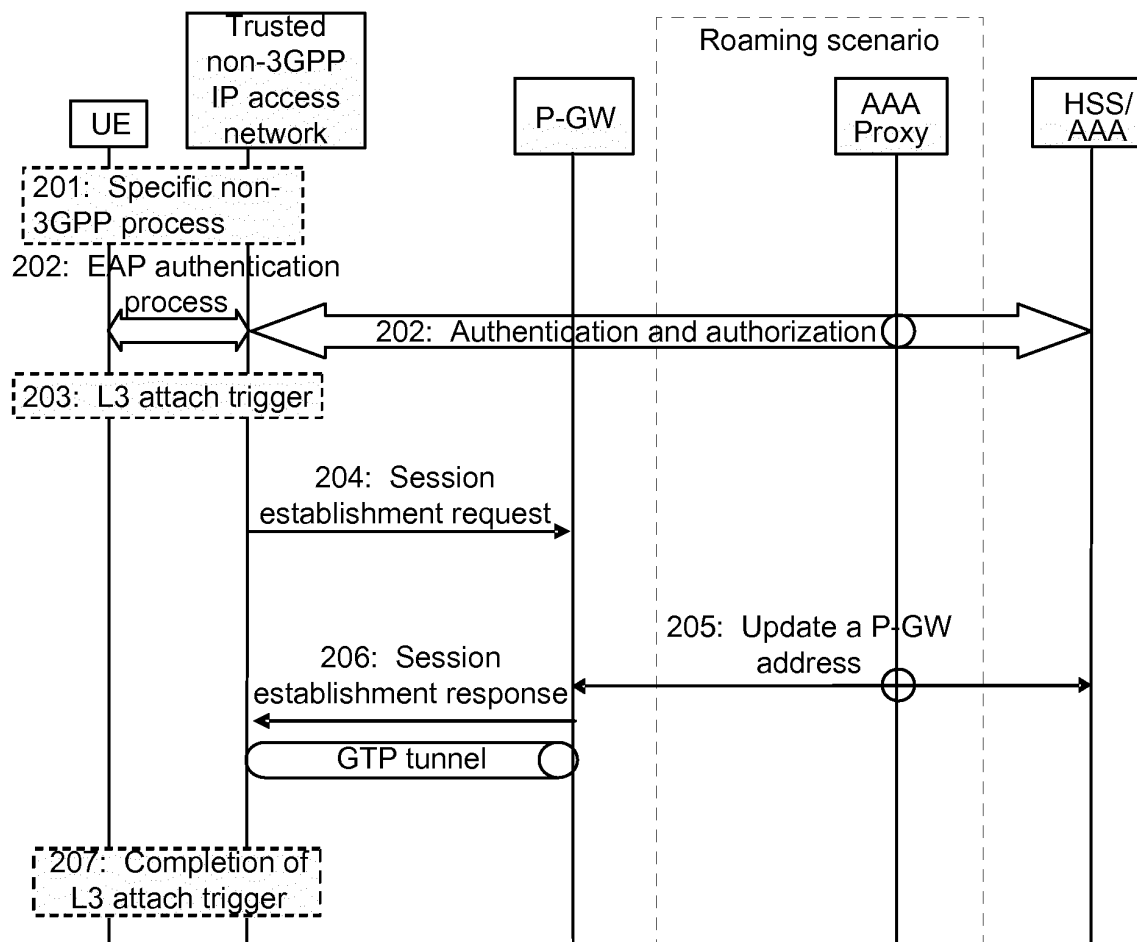 Trusted
non-3GPP
IP access
network
Roaming scenario
UE
P-GW
AAA
Proxy
HSS/
AAA
201: Specific non-
3GPP process
202: EAP authentication
process
202: Authentication and authorization
203: L3 attach trigger
204: Session
establishment request
205: Update a P-GW
address
206: Session
establishment response
GTP tunnel
207: Completion of
L3 attach trigger